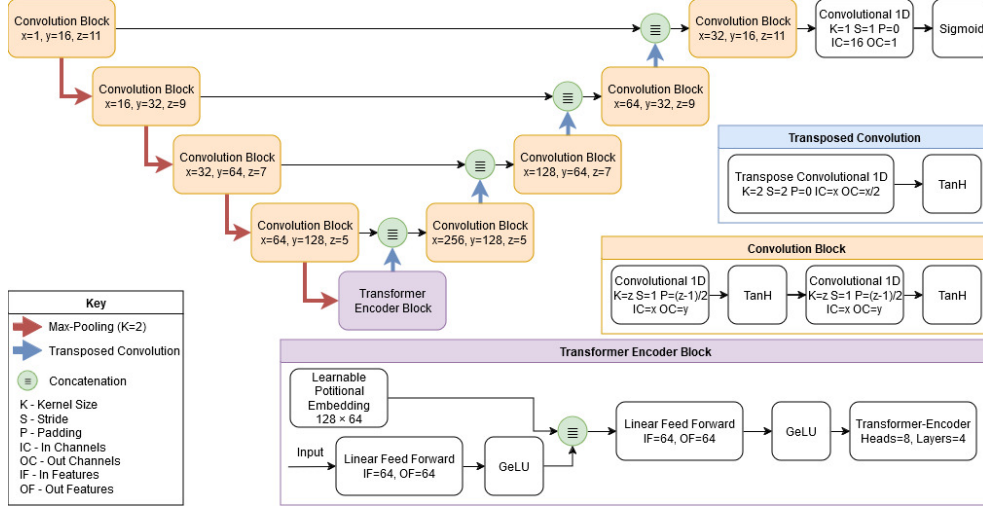 Convolution Block
x=1, y=16, z=11
Convolution Block
x=32, y=16, z=11
Convolutional 1D
K=1 S=1 P=0
IC=16 OC=1
Sigmoid
Convolution Block
x=16, y=32, z=9
Convolution Block
x=64, y=32, z=9
Convolution Block
x=32, y=64, z=7
Convolution Block
x=128, y=64, z=7
Convolution Block
x=64, y=128, z=5
Convolution Block
x=256, y=128, z=5
Transformer
Encoder Block
Transposed Convolution
Transpose Convolutional 1D
K=2 S=2 P=0 IC=x OC=x/2
TanH
Convolution Block
Convolutional 1D
K=z S=1 P=(z-1)/2
IC=x OC=y
TanH
Convolutional 1D
K=z S=1 P=(z-1)/2
IC=x OC=y
TanH
Key
Max-Pooling (K=2)
Transposed Convolution
Concatenation
K - Kernel Size
S - Stride
P - Padding
IC - In Channels
OC - Out Channels
IF - In Features
OF - Out Features
Transformer Encoder Block
Learnable
Potitional
Embedding
128 × 64
Input
Linear Feed Forward
IF=64, OF=64
GeLU
Linear Feed Forward
IF=64, OF=64
GeLU
Transformer-Encoder
Heads=8, Layers=4